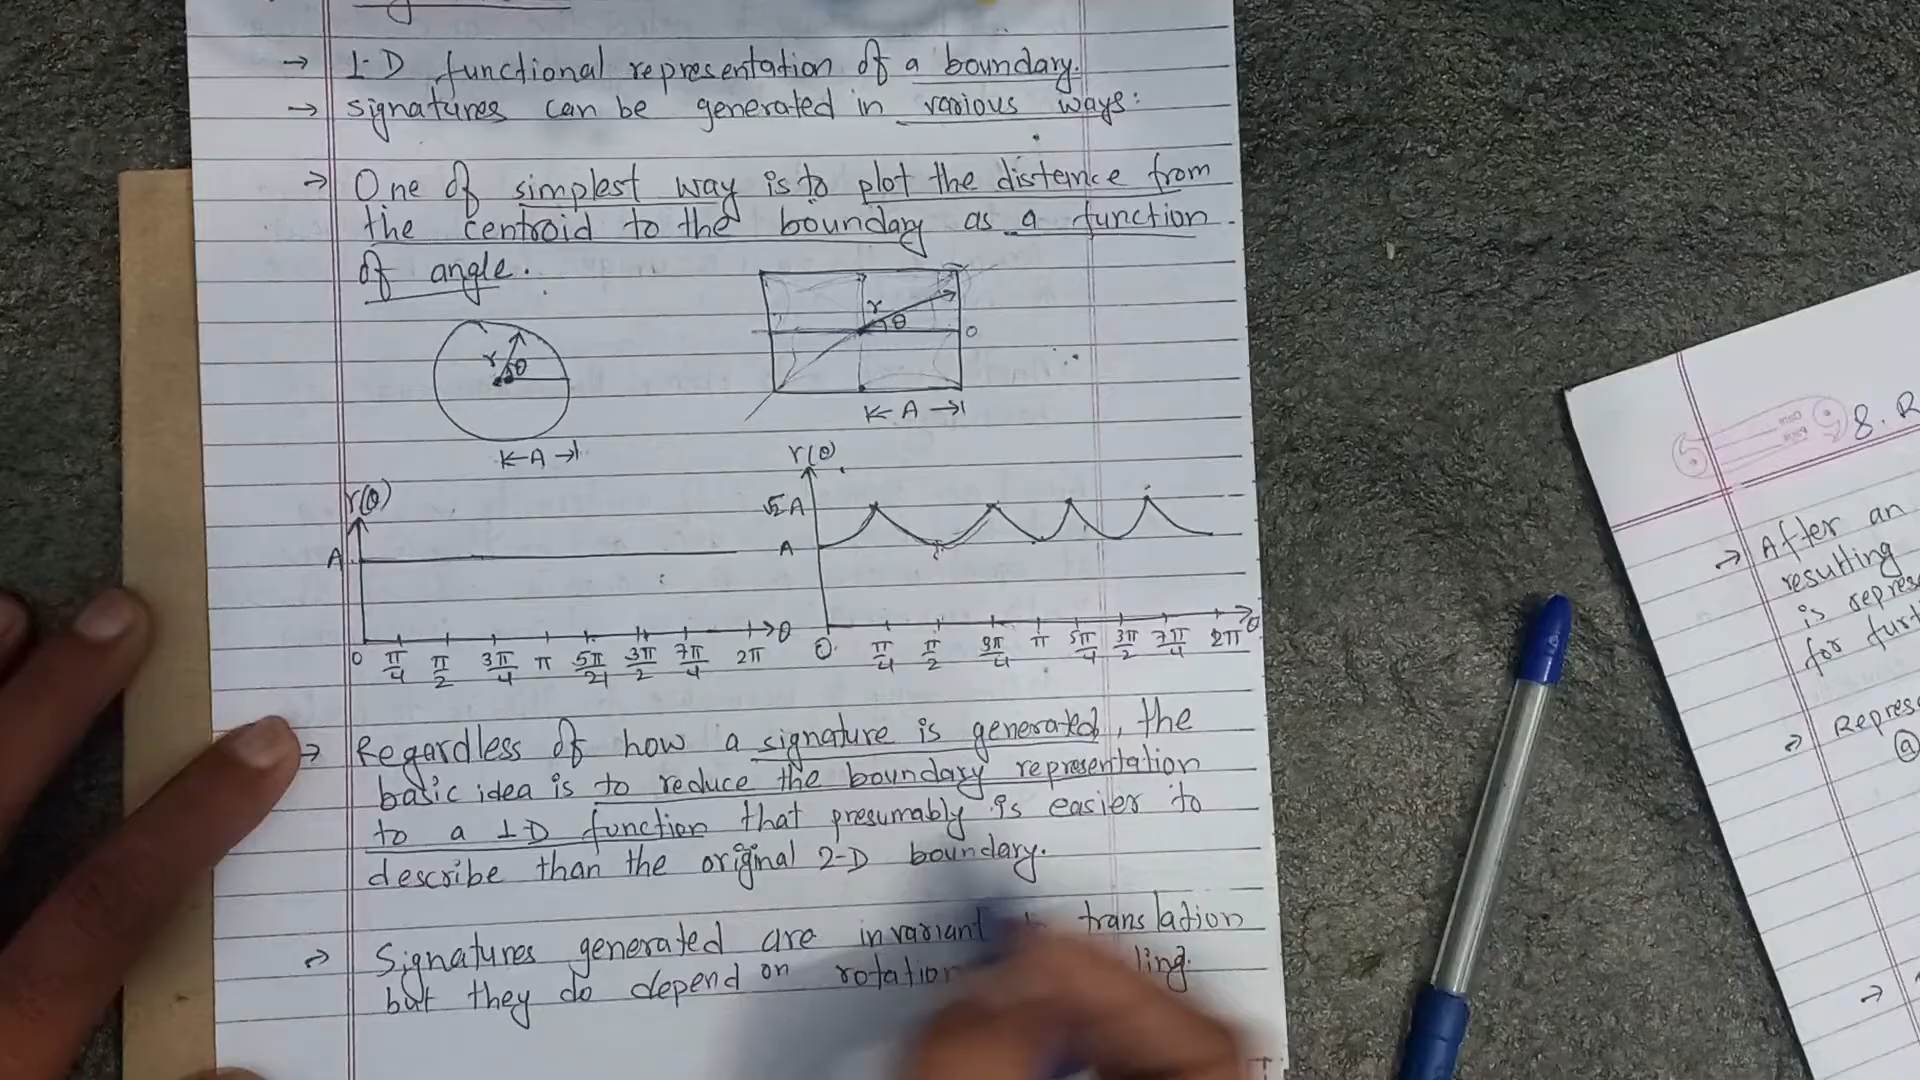 → 1-D functional representation of a boundary.
→ signatures can be generated in various ways:
→ One of simplest way is to plot the distance from
the centroid to the boundary as a function
of angle.
r θ
r θ 0
K A →|
K A →|
r(θ)
A
0 π/4 π/2 3π/4 π 5π/4 3π/2 7π/4 2π θ
r(θ)
√2 A
A
0 π/4 π/2 3π/4 π 5π/4 3π/2 7π/4 2π θ
→ Regardless of how a signature is generated, the
basic idea is to reduce the boundary representation
to a 1-D function that presumably is easier to
describe than the original 2-D boundary.
→ Signatures generated are invariant translation
but they do depend on
8. R
→ After an
resulting
is
for
→
ⓐ
→